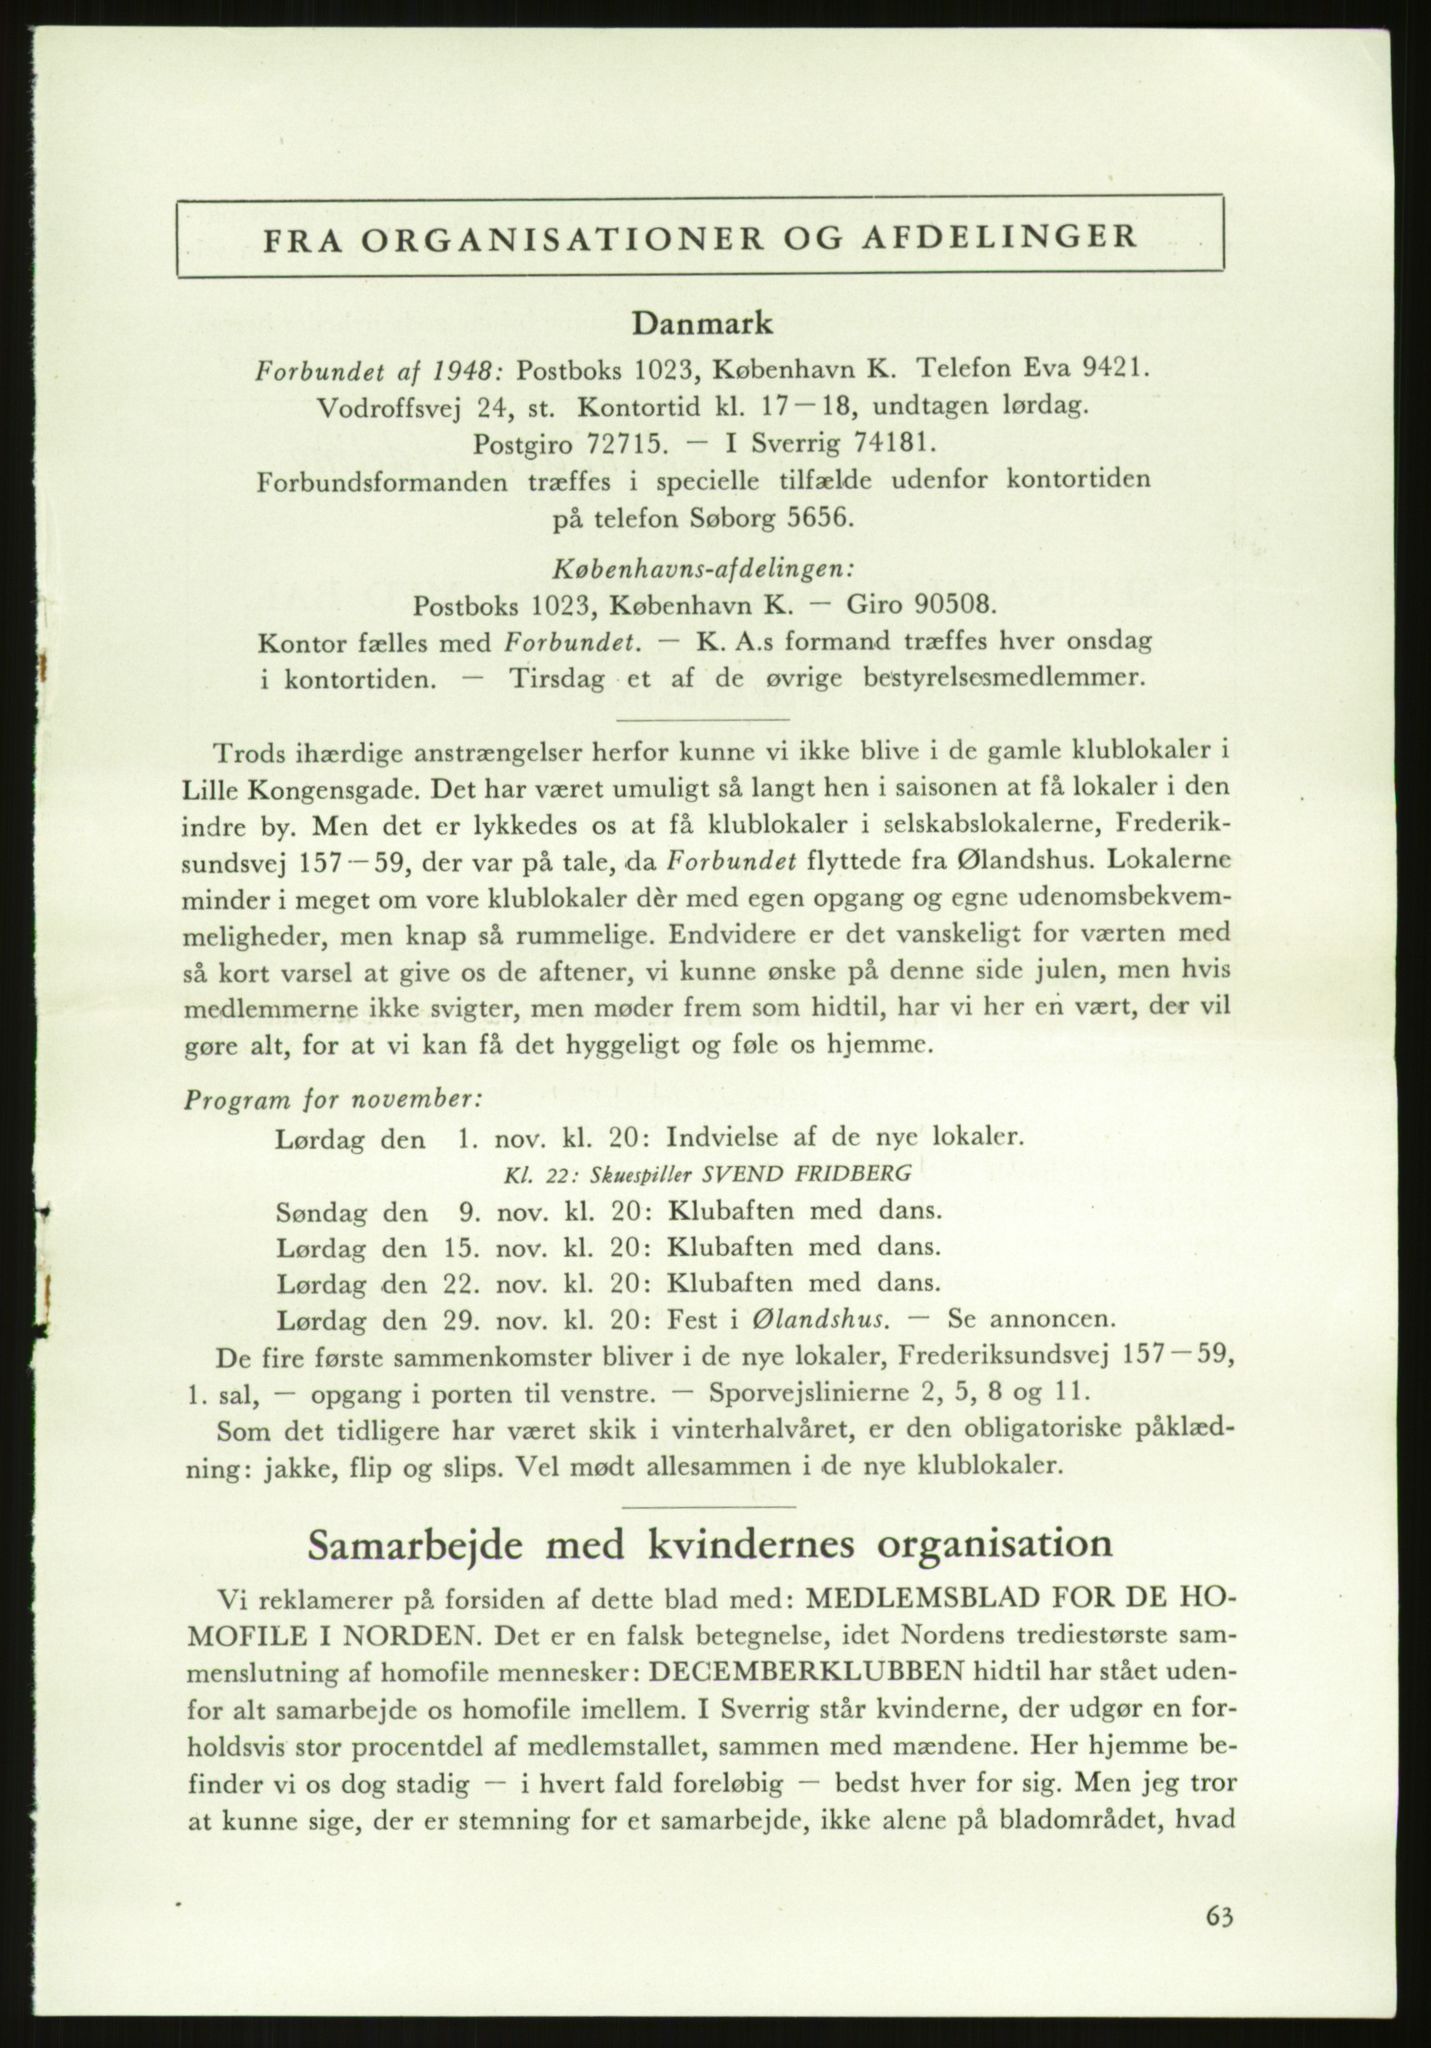 FRA ORGANISATIONER OG AFDELINGER
Danmark
Forbundet af 1948: Postboks 1023, København K. Telefon Eva 9421.
Vodroffsvej 24, st. Kontortid kl. 17—18, undtagen lørdag.
Postgiro 72715. — I Sverrig 74181.
Forbundsformanden træffes i specielle tilfælde udenfor kontortiden
på telefon Søborg 5656.
Københavns-afdelingen:
Postboks 1023, København K. — Giro 90508.
Kontor fælles med Forbundet. — K. A.s formand træffes hver onsdag
i kontortiden. — Tirsdag et af de øvrige bestyrelsesmedlemmer.
Trods ihærdige anstrængelser herfor kunne vi ikke blive i de gamle klublokaler i
Lille Kongensgade. Det har været umuligt så langt hen i saisonen at få lokaler i den
indre by. Men det er lykkedes os at få klublokaler i selskabslokalerne, Frederik-
sundsvej 157—59, der var på tale, da Forbundet flyttede fra Ølandshus. Lokalerne
minder i meget om vore klublokaler dèr med egen opgang og egne udenomsbekvem-
meligheder, men knap så rummelige. Endvidere er det vanskeligt for værten med
så kort varsel at give os de aftener, vi kunne ønske på denne side julen, men hvis
medlemmerne ikke svigter, men møder frem som hidtil, har vi her en vært, der vil
gøre alt, for at vi kan få det hyggeligt og føle os hjemme.
Program for november:
Lørdag den 1. nov. kl. 20: Indvielse af de nye lokaler.
Kl. 22: Skuespiller SVEND FRIDBERG
Søndag den 9. nov. kl. 20: Klubaften med dans.
Lørdag den 15. nov. kl. 20: Klubaften med dans.
Lørdag den 22. nov. kl. 20: Klubaften med dans.
Lørdag den 29. nov. kl. 20: Fest i Ølandshus. — Se annoncen.
De fire første sammenkomster bliver i de nye lokaler, Frederiksundsvej 157—59,
1. sal, — opgang i porten til venstre. — Sporvejslinierne 2, 5, 8 og 11.
Som det tidligere har været skik i vinterhalvåret, er den obligatoriske påklæd-
ning: jakke, flip og slips. Vel mødt allesammen i de nye klublokaler.
Samarbejde med kvindernes organisation
Vi reklamerer på forsiden af dette blad med: MEDLEMSBLAD FOR DE HO-
MOFILE I NORDEN. Det er en falsk betegnelse, idet Nordens trediestørste sam-
menslutning af homofile mennesker: DECEMBERKLUBBEN hidtil har stået uden-
for alt samarbejde os homofile imellem. I Sverrig står kvinderne, der udgør en for-
holdsvis stor procentdel af medlemstallet, sammen med mændene. Her hjemme be-
finder vi os dog stadig — i hvert fald foreløbig — bedst hver for sig. Men jeg tror
at kunne sige, der er stemning for et samarbejde, ikke alene på bladområdet, hvad
63